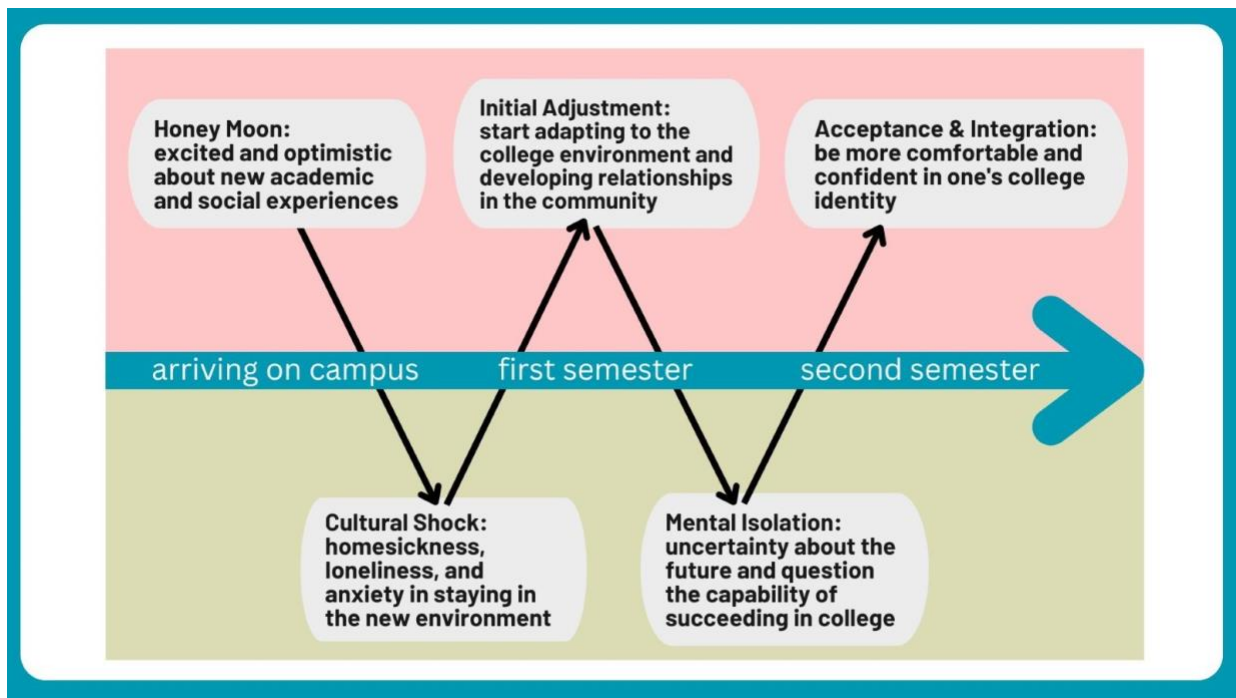 Honey Moon:
excited and optimistic
about new academic
and social experiences
Initial Adjustment:
start adapting to the
college environment and
developing relationships
in the community
Acceptance & Integration:
be more comfortable and
confident in one's college
identity
arriving on campus
first semester
second semester
Cultural Shock:
homesickness,
loneliness, and
anxiety in staying in
the new environment
Mental Isolation:
uncertainty about the
future and question
the capability of
succeeding in college